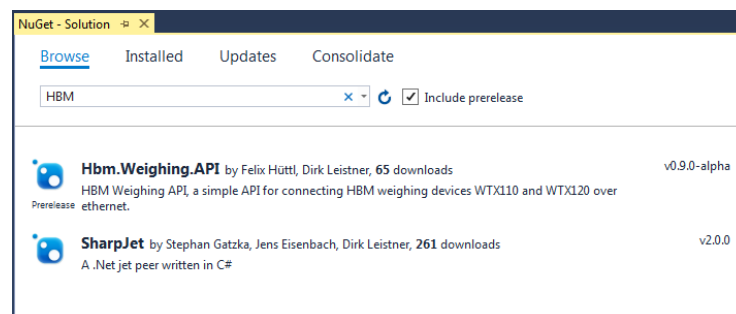 NuGet - Solution
Browse Installed Updates Consolidate
HBM
Include prerelease
Hbm.Weighing.API by Felix Hüttl, Dirk Leistner, 65 downloads v0.9.0-alpha
HBM Weighing API, a simple API for connecting HBM weighing devices WTX110 and WTX120 over
Prerelease ethernet.
SharpJet by Stephan Gatzka, Jens Eisenbach, Dirk Leistner, 261 downloads v2.0.0
A .Net jet peer written in C#